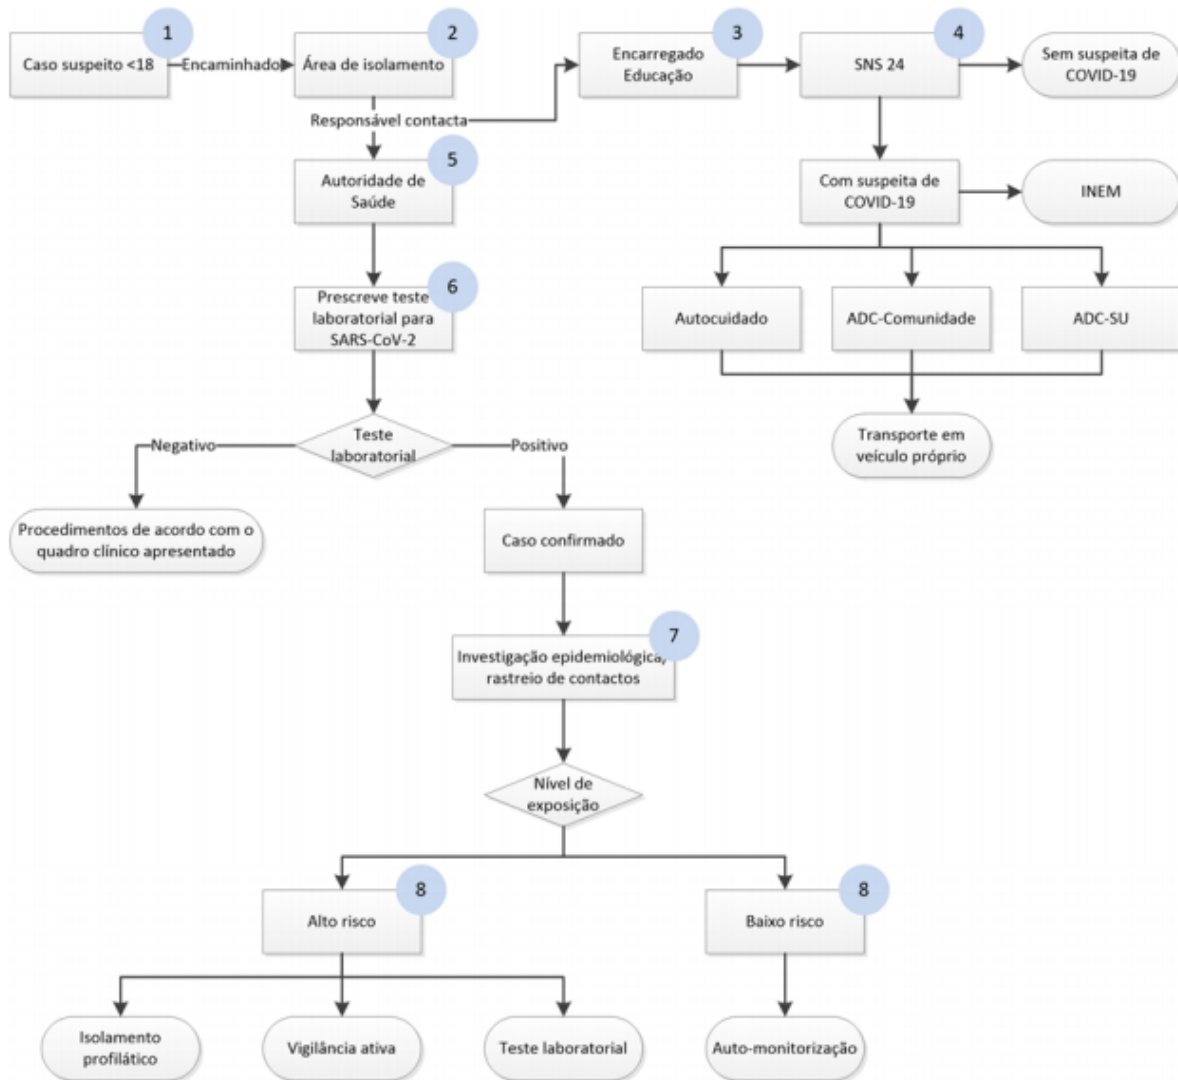 1
Caso suspeito <18
Encaminhado
2
Área de isolamento
3
Encarregado
Educação
4
SNS 24
Sem suspeita de
COVID-19
Responsável contacta
5
Autoridade de
Saúde
Com suspeita de
COVID-19
INEM
6
Prescreve teste
laboratorial para
SARS-CoV-2
Autocuidado
ADC-Comunidade
ADC-SU
Negativo
Teste
laboratorial
Positivo
Transporte em
veículo próprio
Procedimentos de acordo com o
quadro clínico apresentado
Caso confirmado
7
Investigação epidemiológica,
rastreio de contactos
Nível de
exposição
8
Alto risco
8
Baixo risco
Isolamento
profilático
Vigilância ativa
Teste laboratorial
Auto-monitorização